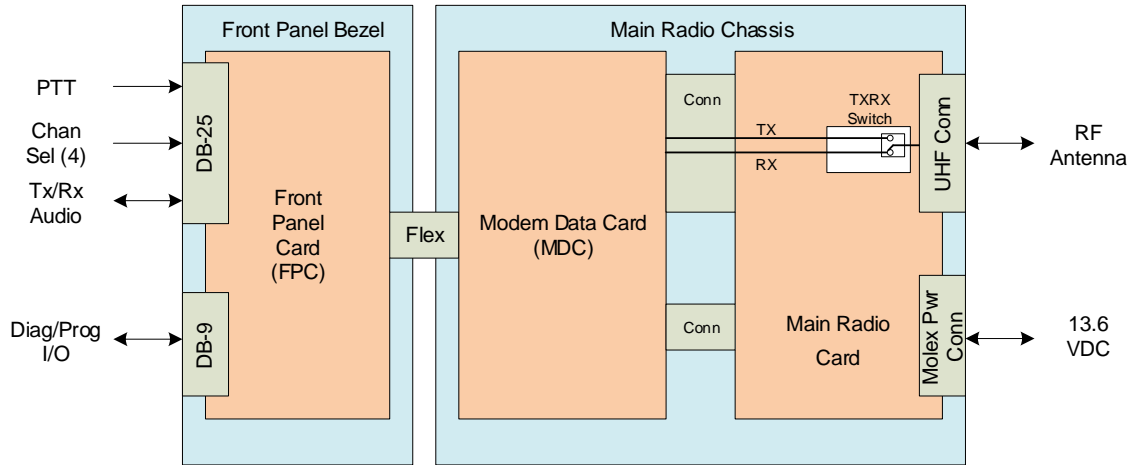 Front Panel Bezel
Main Radio Chassis
PTT
Chan
Sel (4)
Tx/Rx
Audio
Diag/Prog
I/O
DB-25
DB-9
Front
Panel
Card
(FPC)
Flex
Modem Data Card
(MDC)
Conn
Conn
TX
RX
TXRX
Switch
Main Radio
Card
UHF Conn
Molex Pwr
Conn
RF
Antenna
13.6
VDC